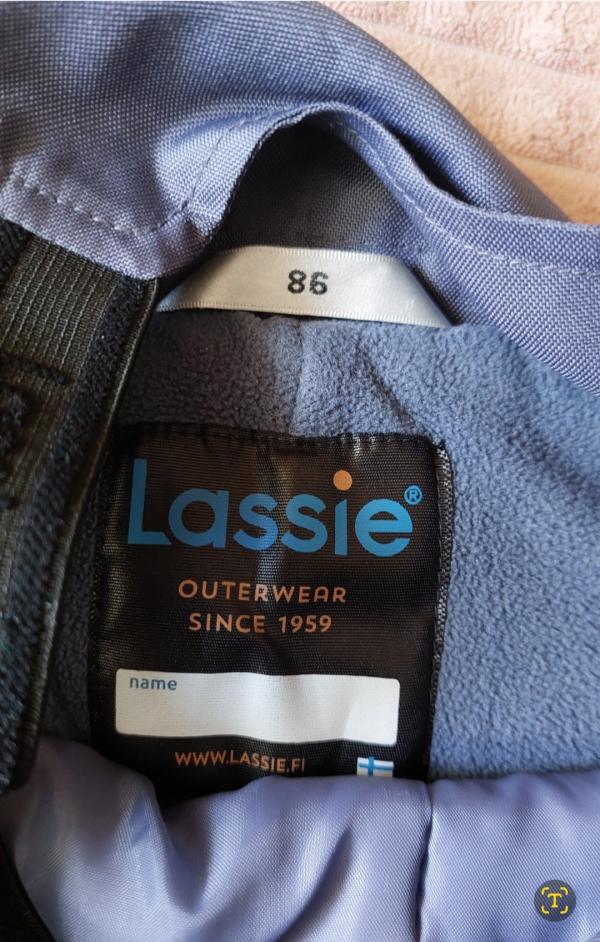 86
Lassie®
OUTERWEAR
SINCE 1959
name
WWW.LASSIE.FI